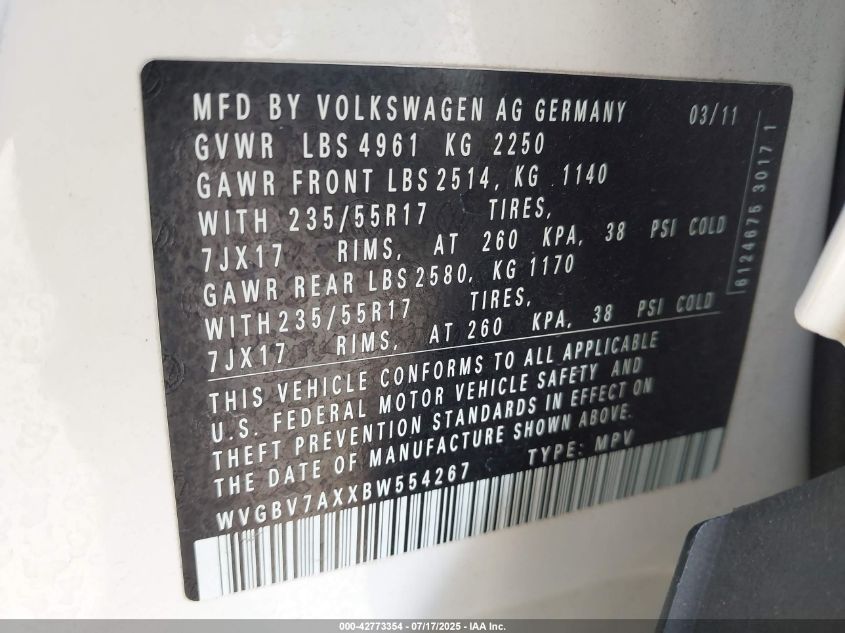 MFD BY VOLKSWAGEN AG GERMANY 03/11
GVWR LBS 4961 KG 2250
GAWR FRONT LBS 2514, KG 1140
WITH 235/55R17 TIRES,
7JX17 RIMS, AT 260 KPA, 38 PSI COLD
GAWR REAR LBS 2580, KG 1170
WITH 235/55R17 TIRES,
7JX17 RIMS, AT 260 KPA, 38 PSI COLD
THIS VEHICLE CONFORMS TO ALL APPLICABLE
U.S. FEDERAL MOTOR VEHICLE SAFETY AND
THEFT PREVENTION STANDARDS IN EFFECT ON
THE DATE OF MANUFACTURE SHOWN ABOVE.
WVGBV7AXXBW554267 TYPE: MPV
6124675 3017 1
000-42773354 - 07/17/2025 - IAA Inc.